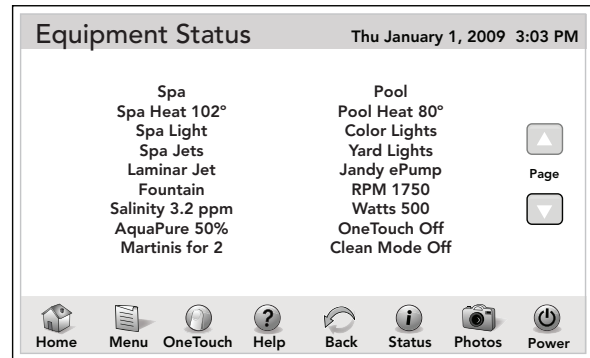 Equipment Status
Thu January 1, 2009 3:03 PM
Spa
Spa Heat 102º
Spa Light
Spa Jets
Laminar Jet
Fountain
Salinity 3.2 ppm
AquaPure 50%
Martinis for 2
Pool
Pool Heat 80º
Color Lights
Yard Lights
Jandy ePump
RPM 1750
Watts 500
OneTouch Off
Clean Mode Off
Page
Home
Menu
OneTouch
?
Help
Back
i
Status
Photos
Power